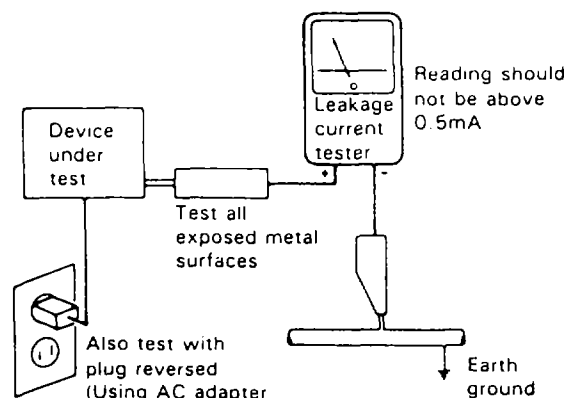 Device
under
test
Leakage
current
tester
+ -
Reading should
not be above
0.5mA
Test all
exposed metal
surfaces
Also test with
plug reversed
(Using AC adapter
Earth
ground